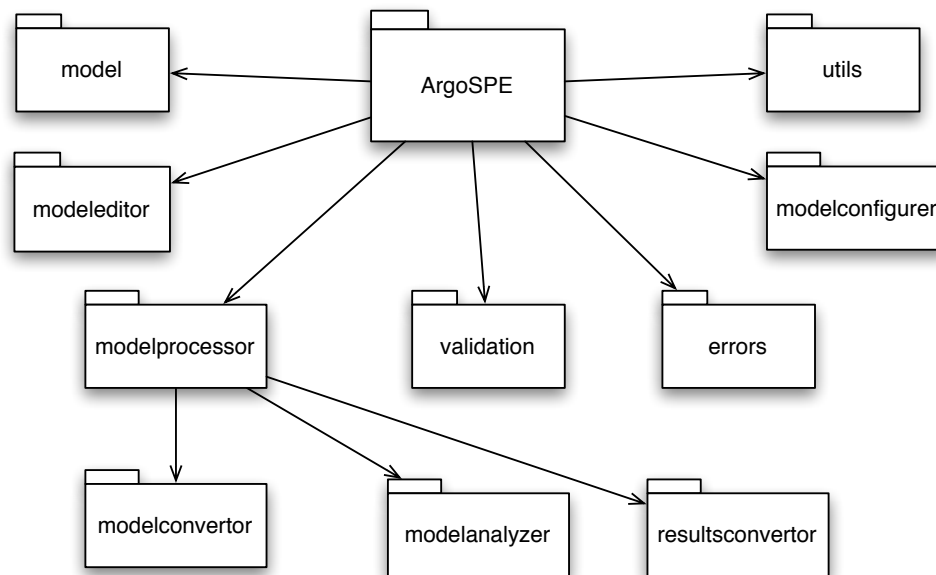 model
ArgoSPE
utils
modeleditor
modelconfigurer
modelprocessor
validation
errors
modelconvertor
modelanalyzer
resultsconvertor